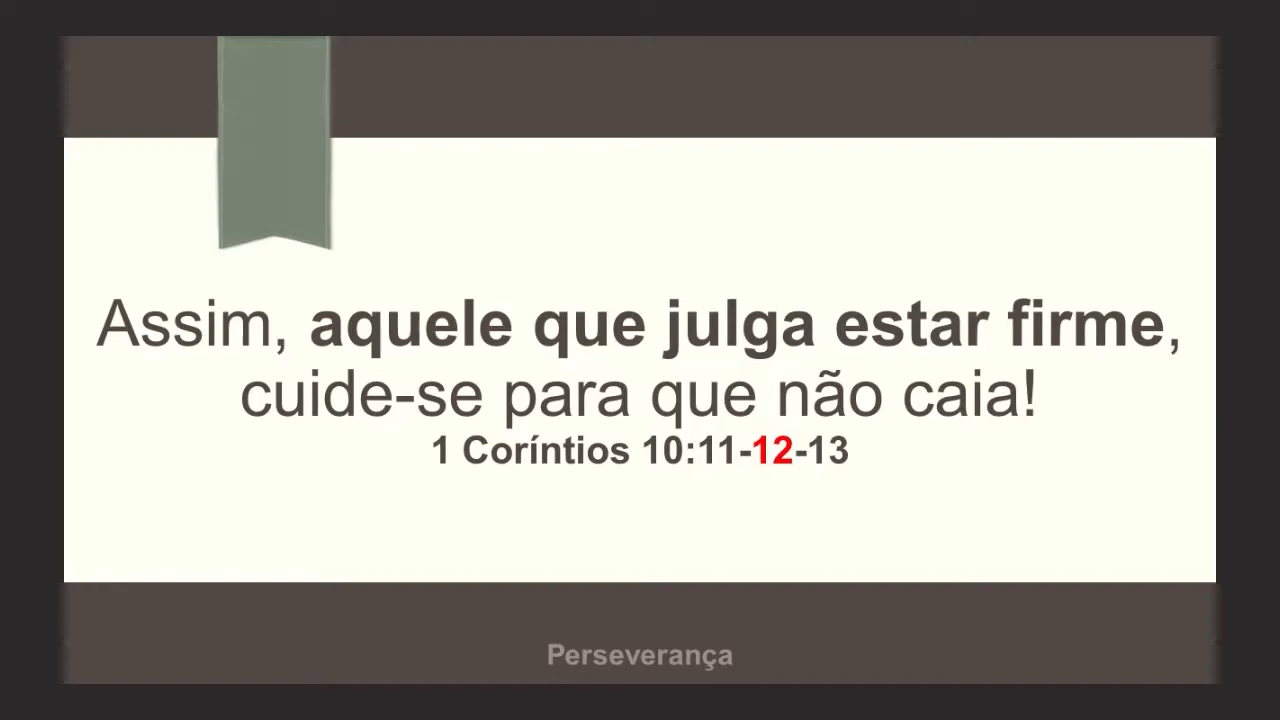 Assim, aquele que julga estar firme,
cuide-se para que não caia!
1 Coríntios 10:11-12-13
Perseverança